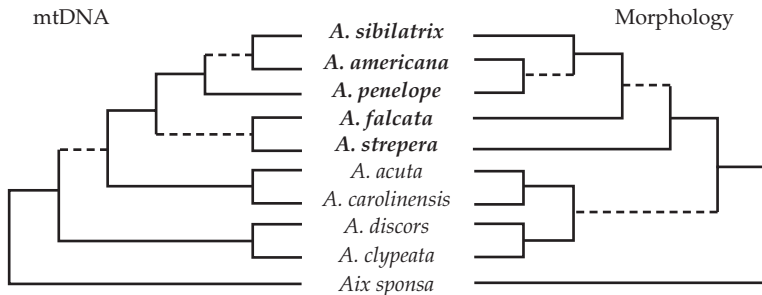 mtDNA
Morphology
A. sibilatrix
A. americana
A. penelope
A. falcata
A. strepera
A. acuta
A. carolinensis
A. discors
A. clypeata
Aix sponsa